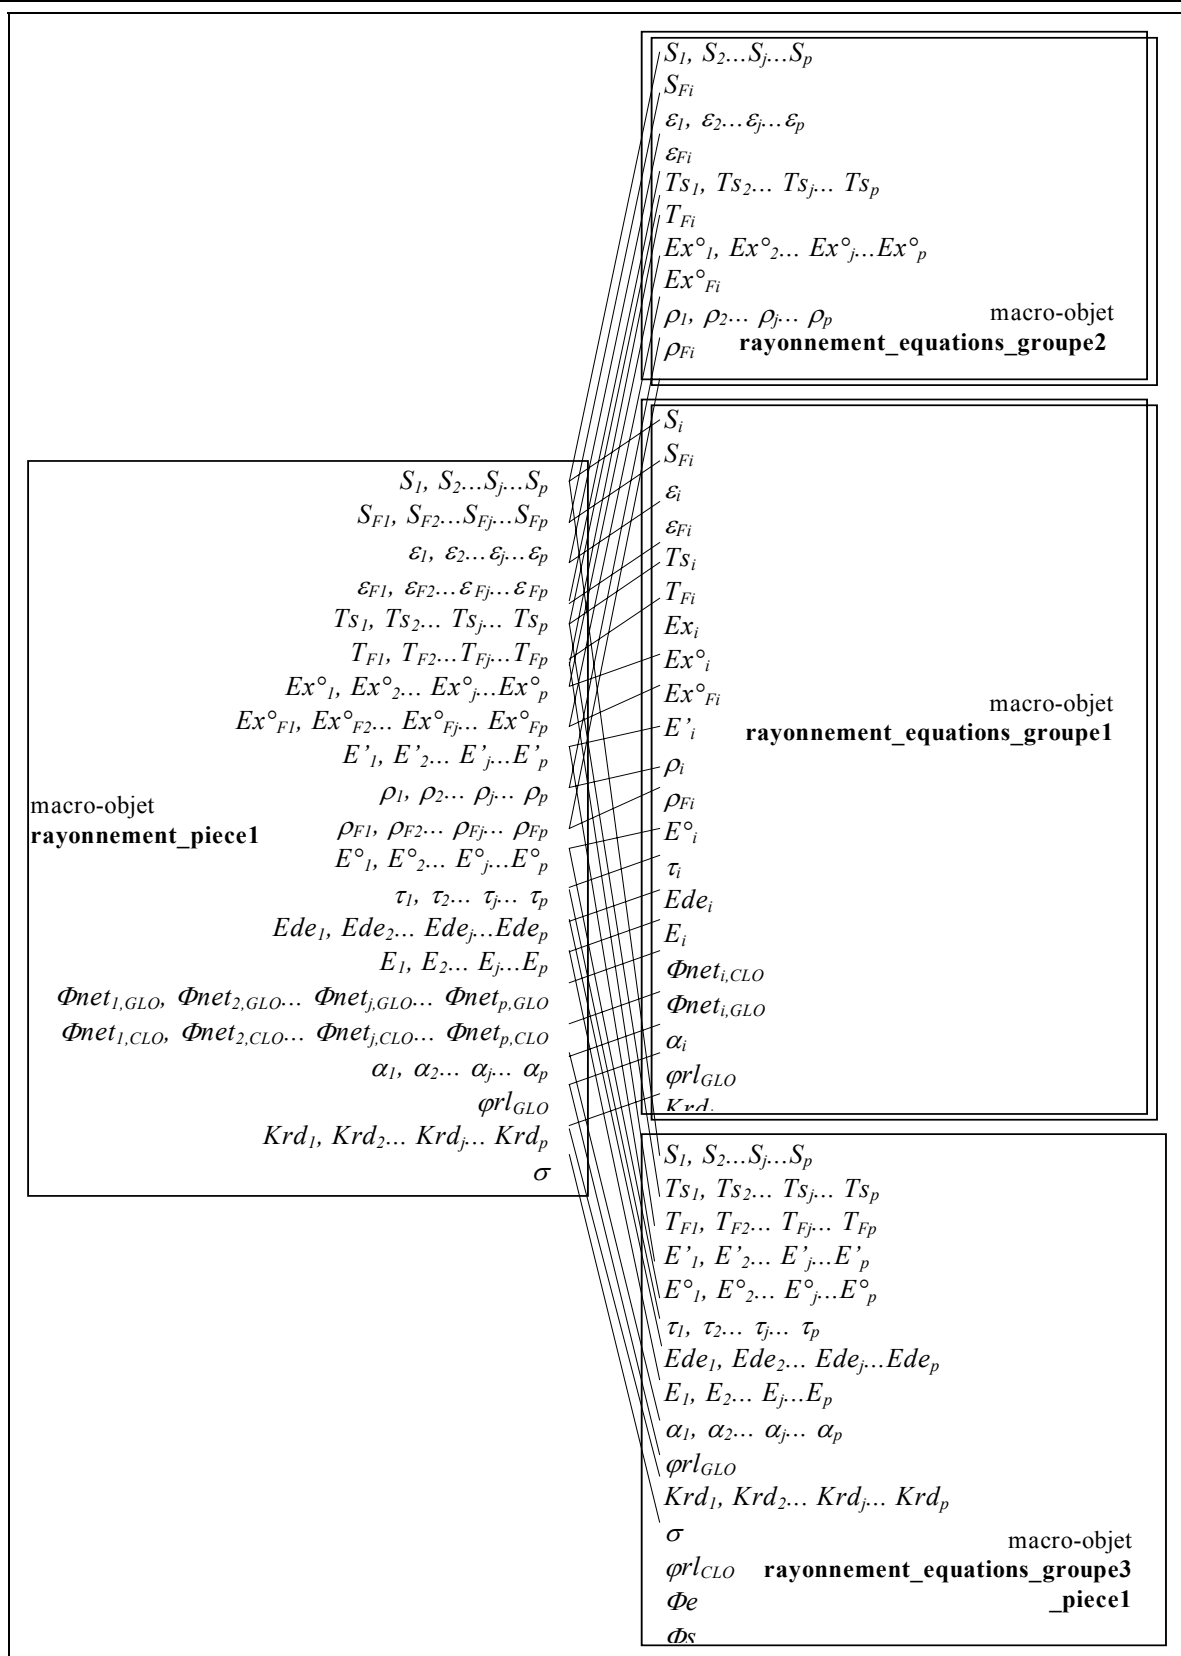 S1, S2…Sj…Sp
SFi
ε1, ε2…εj…εp
εFi
Ts1, Ts2… Tsj… Tsp
TFi
Ex°1, Ex°2… Ex°j…Ex°p
Ex°Fi
ρ1, ρ2… ρj… ρp
ρFi
macro-objet
rayonnement_equations_groupe2
Si
SFi
εi
εFi
Tsi
TFi
Exi
Ex°i
Ex°Fi
E’i
ρi
ρFi
E°i
τi
Edei
Ei
Φneti,CLO
Φneti,GLO
αi
φrlGLO
Krdi
macro-objet
rayonnement_equations_groupe1
S1, S2…Sj…Sp
SF1, SF2…SFj…SFp
ε1, ε2…εj…εp
εF1, εF2…εFj…εFp
Ts1, Ts2… Tsj… Tsp
TF1, TF2…TFj…TFp
Ex°1, Ex°2… Ex°j…Ex°p
Ex°F1, Ex°F2… Ex°Fj… Ex°Fp
E’1, E’2… E’j…E’p
ρ1, ρ2… ρj… ρp
ρF1, ρF2… ρFj… ρFp
E°1, E°2… E°j…E°p
τ1, τ2… τj… τp
Ede1, Ede2… Edej…Edep
E1, E2… Ej…Ep
Φnet1,GLO, Φnet2,GLO… Φnetj,GLO… Φnetp,GLO
Φnet1,CLO, Φnet2,CLO… Φnetj,CLO… Φnetp,CLO
α1, α2… αj… αp
φrlGLO
Krd1, Krd2… Krdj… Krdp
σ
macro-objet
rayonnement_piece1
S1, S2…Sj…Sp
Ts1, Ts2… Tsj… Tsp
TF1, TF2… TFj… TFp
E’1, E’2… E’j…E’p
E°1, E°2… E°j…E°p
τ1, τ2… τj… τp
Ede1, Ede2… Edej…Edep
E1, E2… Ej…Ep
α1, α2… αj… αp
φrlGLO
Krd1, Krd2… Krdj… Krdp
σ
φrlCLO
Φe
Φs
macro-objet
rayonnement_equations_groupe3
_piece1